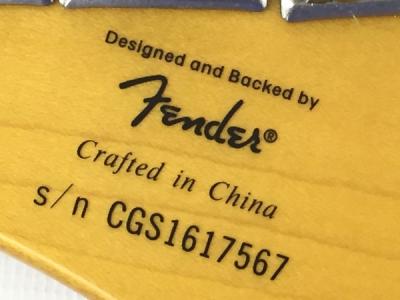 Designed and Backed by
Fender®
Crafted in China
s/n CGS1617567